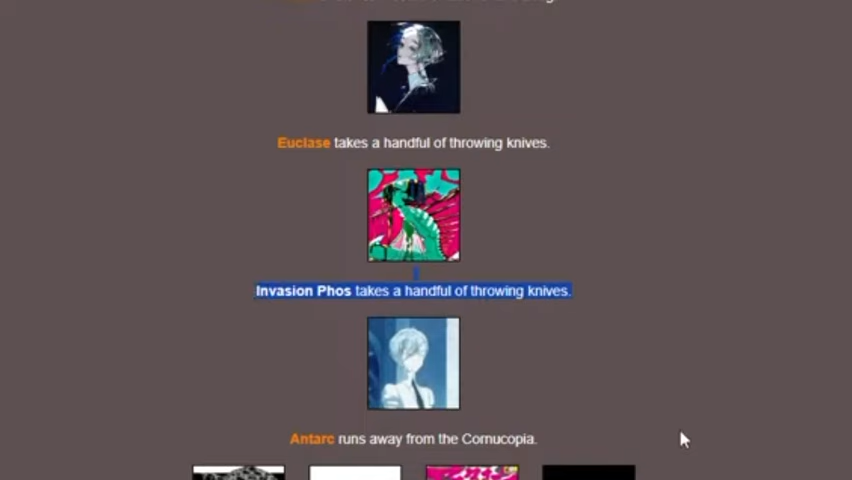 Euclase takes a handful of throwing knives.
Invasion Phos takes a handful of throwing knives.
Antarc runs away from the Cornucopia.